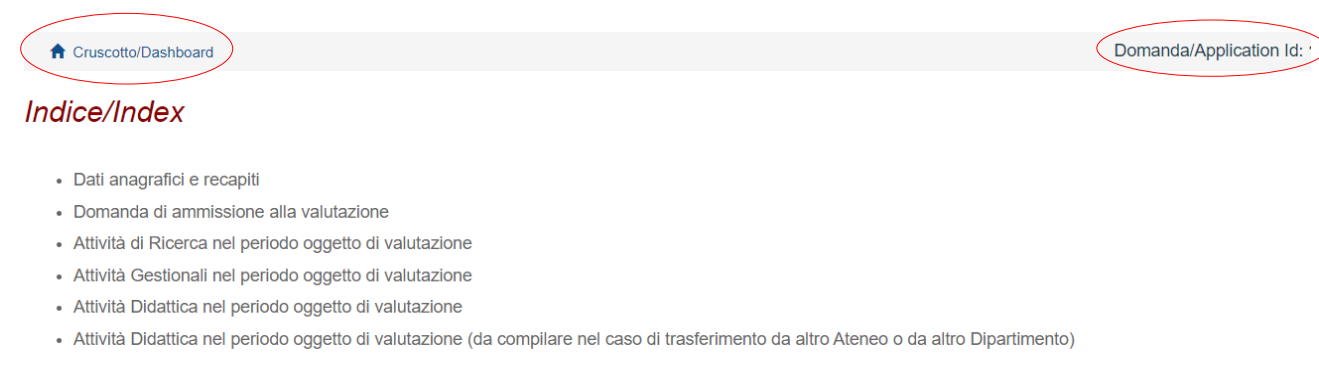 Cruscotto/Dashboard
Domanda/Application Id:
Indice/Index
• Dati anagrafici e recapiti
• Domanda di ammissione alla valutazione
• Attività di Ricerca nel periodo oggetto di valutazione
• Attività Gestionali nel periodo oggetto di valutazione
• Attività Didattica nel periodo oggetto di valutazione
• Attività Didattica nel periodo oggetto di valutazione (da compilare nel caso di trasferimento da altro Ateneo o da altro Dipartimento)